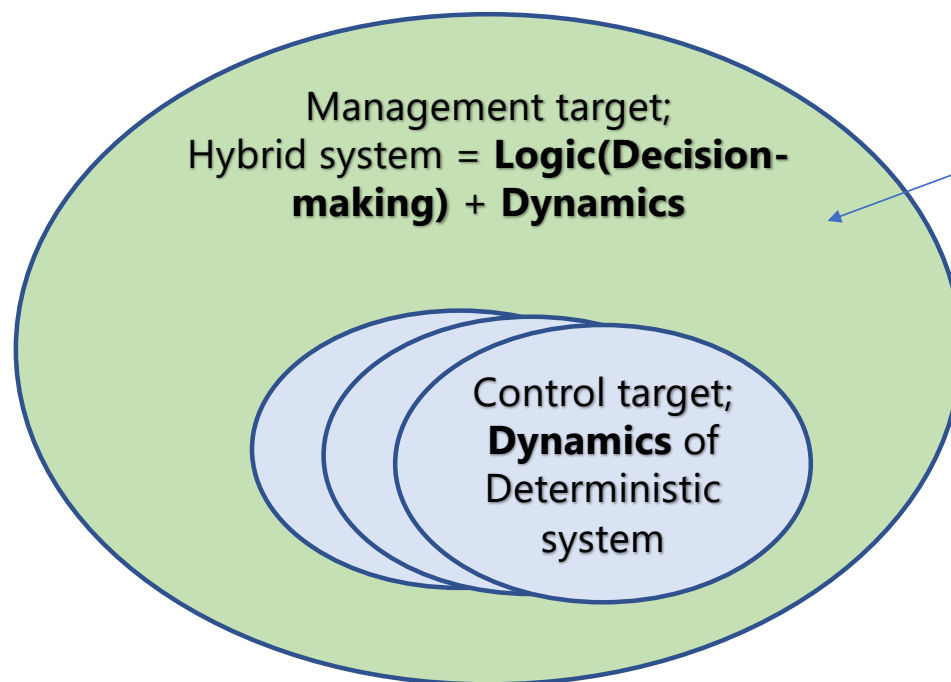 Management target;
Hybrid system = Logic(Decision-
making) + Dynamics
Control target;
Dynamics of
Deterministic
system